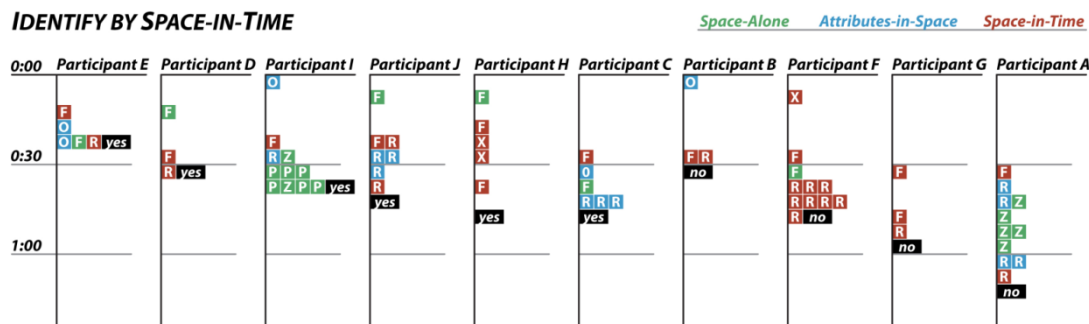 IDENTIFY BY SPACE-IN-TIME
Space-Alone Attributes-in-Space Space-in-Time
0:00 Participant E Participant D Participant I Participant J Participant H Participant C Participant B Participant F Participant G Participant A
O O
F F X
F F
O F F R F
O F R yes R R X
F R Z R R X F F R F
0:30
R yes P P P R 0 no F F F
P Z P P yes R F F R R R R
yes R R R R R R R R Z
yes yes R no F Z
R Z Z
1:00 no Z
R R
R
no